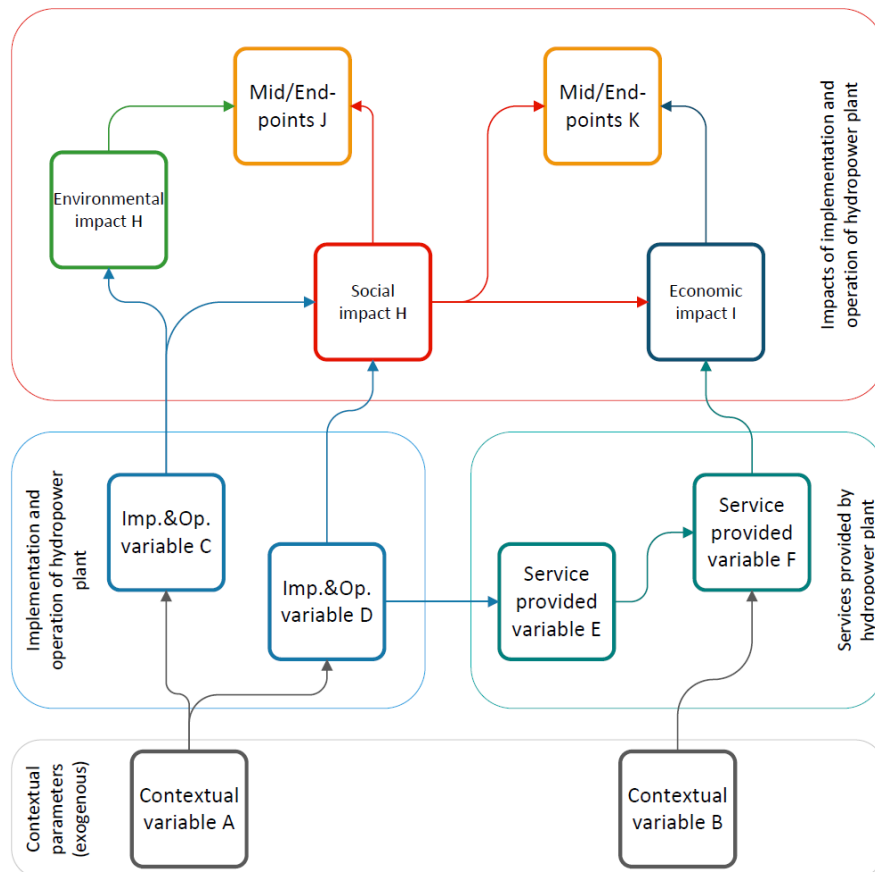 Mid/End-
points J
Mid/End-
points K
Environmental
impact H
Social
impact H
Economic
impact I
Impacts of implementation and
operation of hydropower plant
Implementation and
operation of hydropower
plant
Imp.&Op.
variable C
Imp.&Op.
variable D
Service
provided
variable E
Service
provided
variable F
Services provided by
hydropower plant
Contextual
parameters
(exogenous)
Contextual
variable A
Contextual
variable B